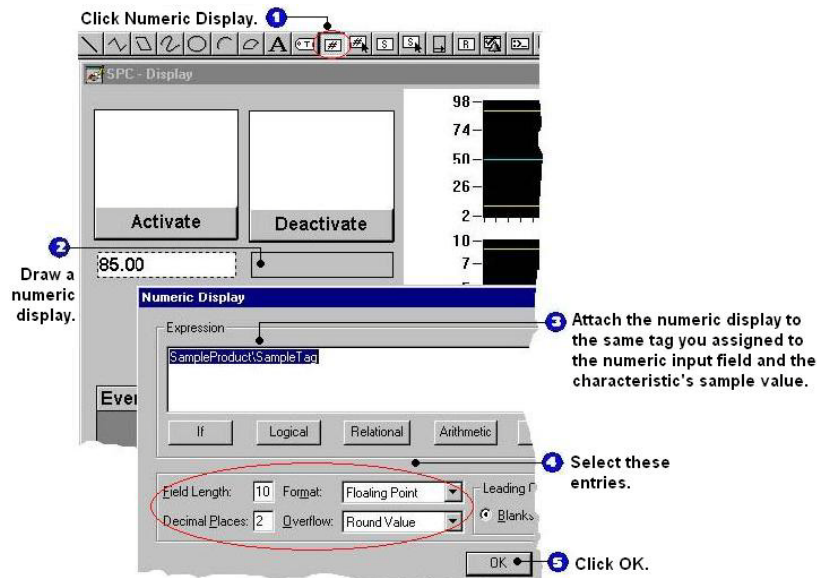 Click Numeric Display. 1
A T # # S S R
SPC - Display
98
74
50
26
2
Activate
Deactivate
10
7
2
Draw a
numeric
display.
85.00
Numeric Display
Expression
SampleProduct\SampleTag
3 Attach the numeric display to
the same tag you assigned to
the numeric input field and the
characteristic's sample value.
If
Logical
Relational
Arithmetic
4 Select these
entries.
Field Length: 10 Format: Floating Point
Leading
Decimal Places: 2 Overflow: Round Value
Blanks
OK
5 Click OK.